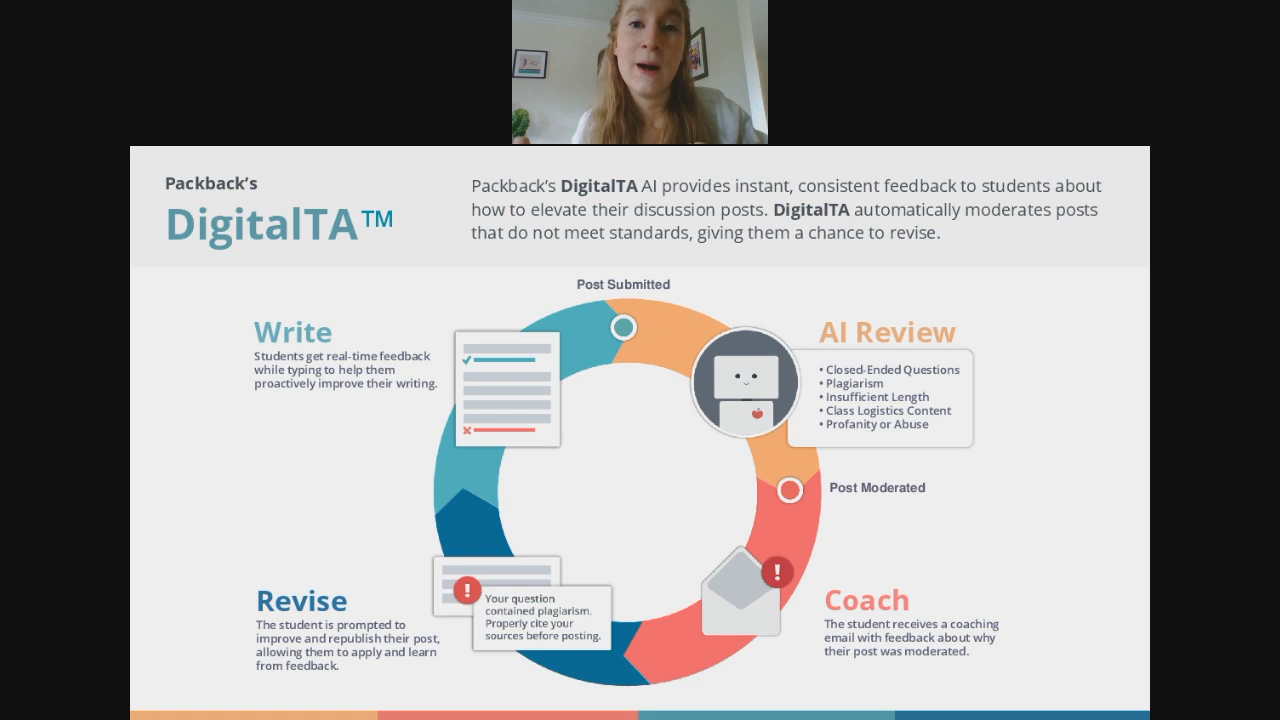 Packback's
DigitalTA™
Packback's DigitalTA AI provides instant, consistent feedback to students about
how to elevate their discussion posts. DigitalTA automatically moderates posts
that do not meet standards, giving them a chance to revise.
Post Submitted
Write
Students get real-time feedback
while typing to help them
proactively improve their writing.
AI Review
• Closed-Ended Questions
• Plagiarism
• Insufficient Length
• Class Logistics Content
• Profanity or Abuse
Post Moderated
Revise
The student is prompted to
improve and republish their post,
allowing them to apply and learn
from feedback.
!
Your question
contained plagiarism.
Properly cite your
sources before posting.
!
Coach
The student receives a coaching
email with feedback about why
their post was moderated.